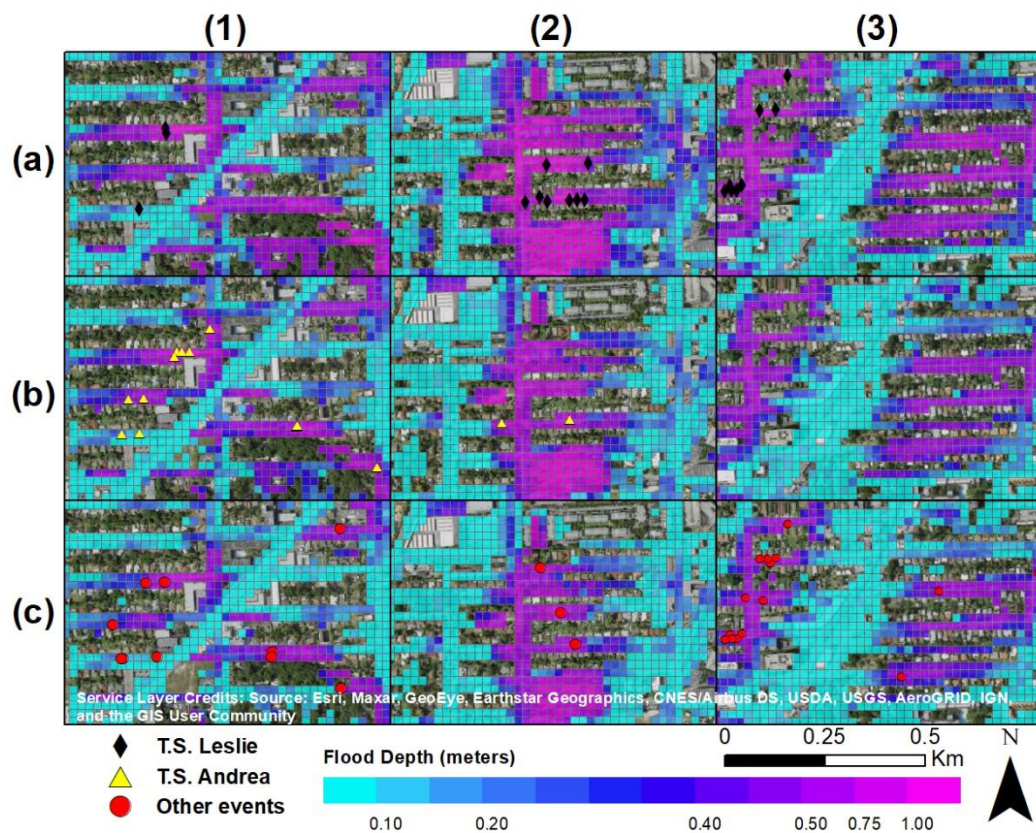 (1) (2) (3)
(a)
(b)
(c)
Service Layer Credits: Source: Esri, Maxar, GeoEye, Earthstar Geographics, CNES/Airbus DS, USDA, USGS, AeroGRID, IGN,
and the GIS User Community
T.S. Leslie
T.S. Andrea
Other events
Flood Depth (meters)
0.10 0.20 0.40 0.50 0.75 1.00
0 0.25 0.5
Km
N